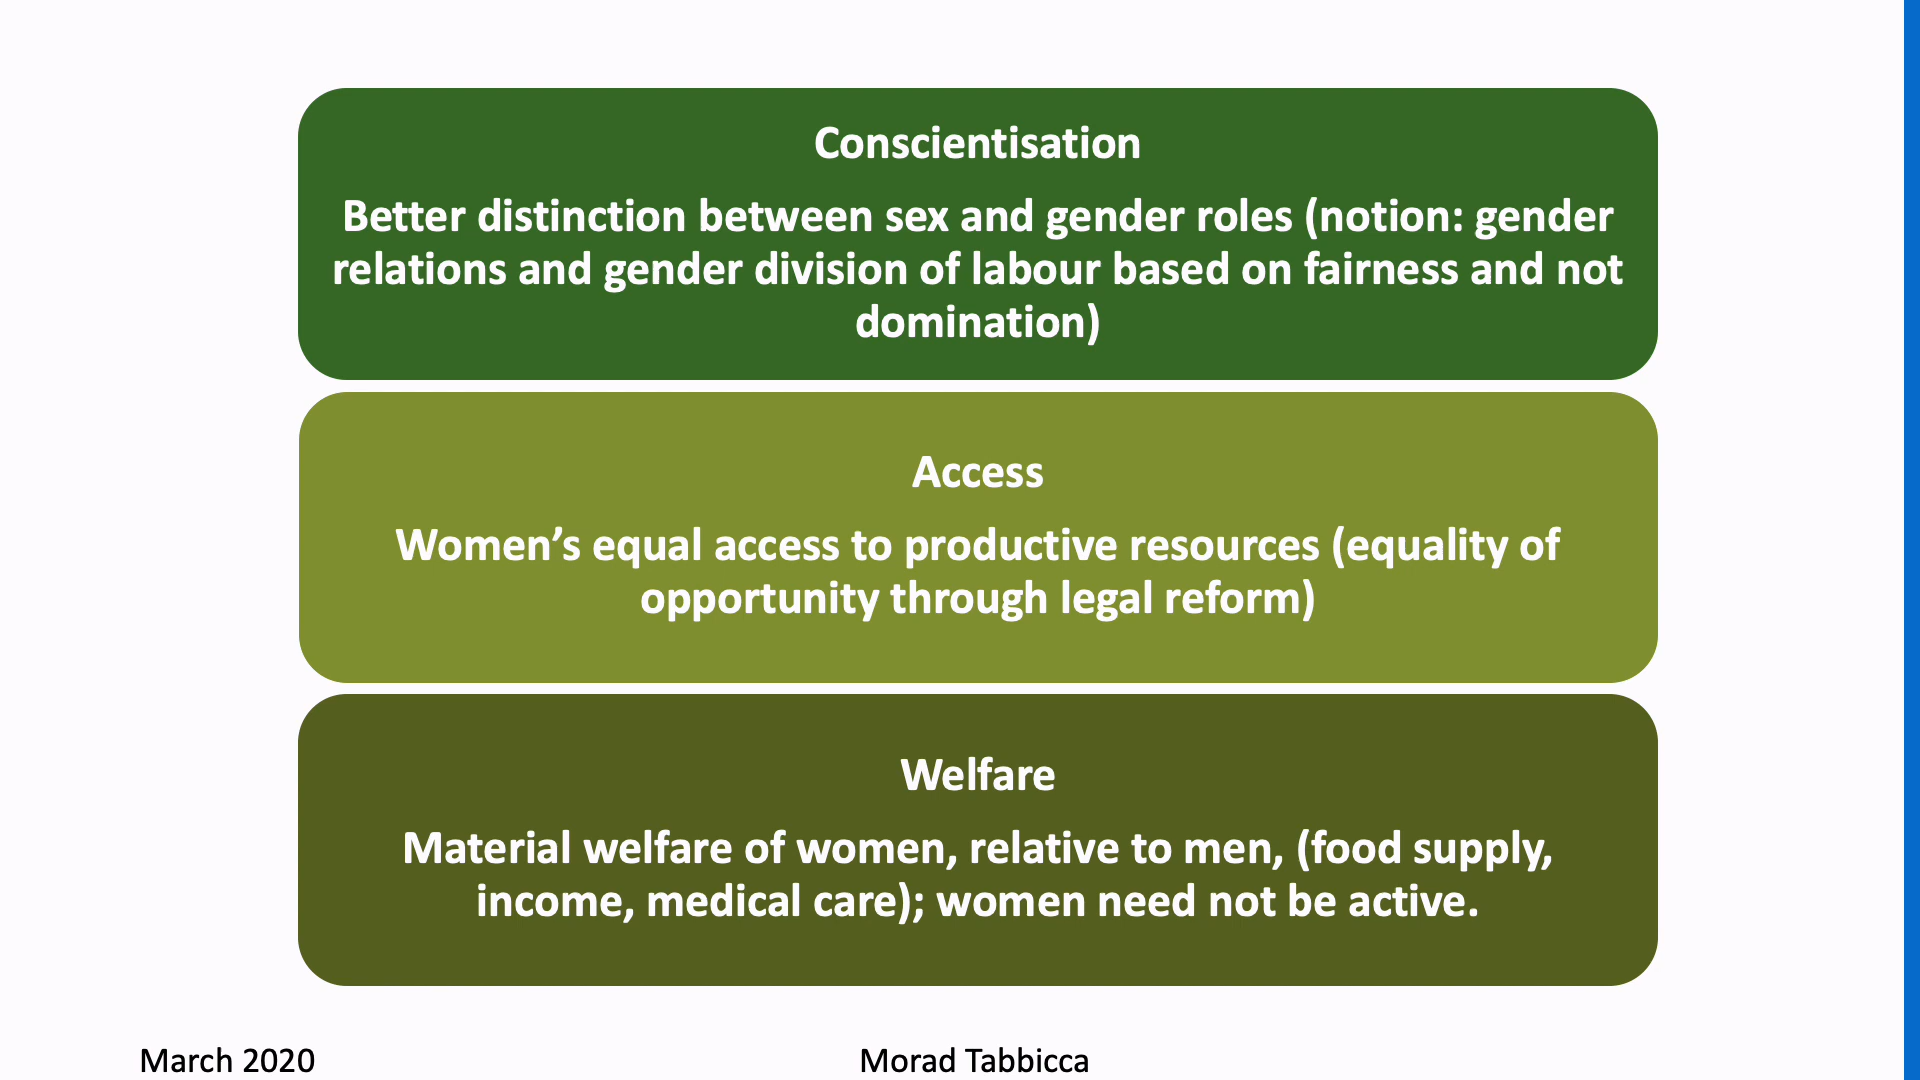 Conscientisation
Better distinction between sex and gender roles (notion: gender
relations and gender division of labour based on fairness and not
domination)
Access
Women’s equal access to productive resources (equality of
opportunity through legal reform)
Welfare
Material welfare of women, relative to men, (food supply,
income, medical care); women need not be active.
March 2020
Morad Tabbicca